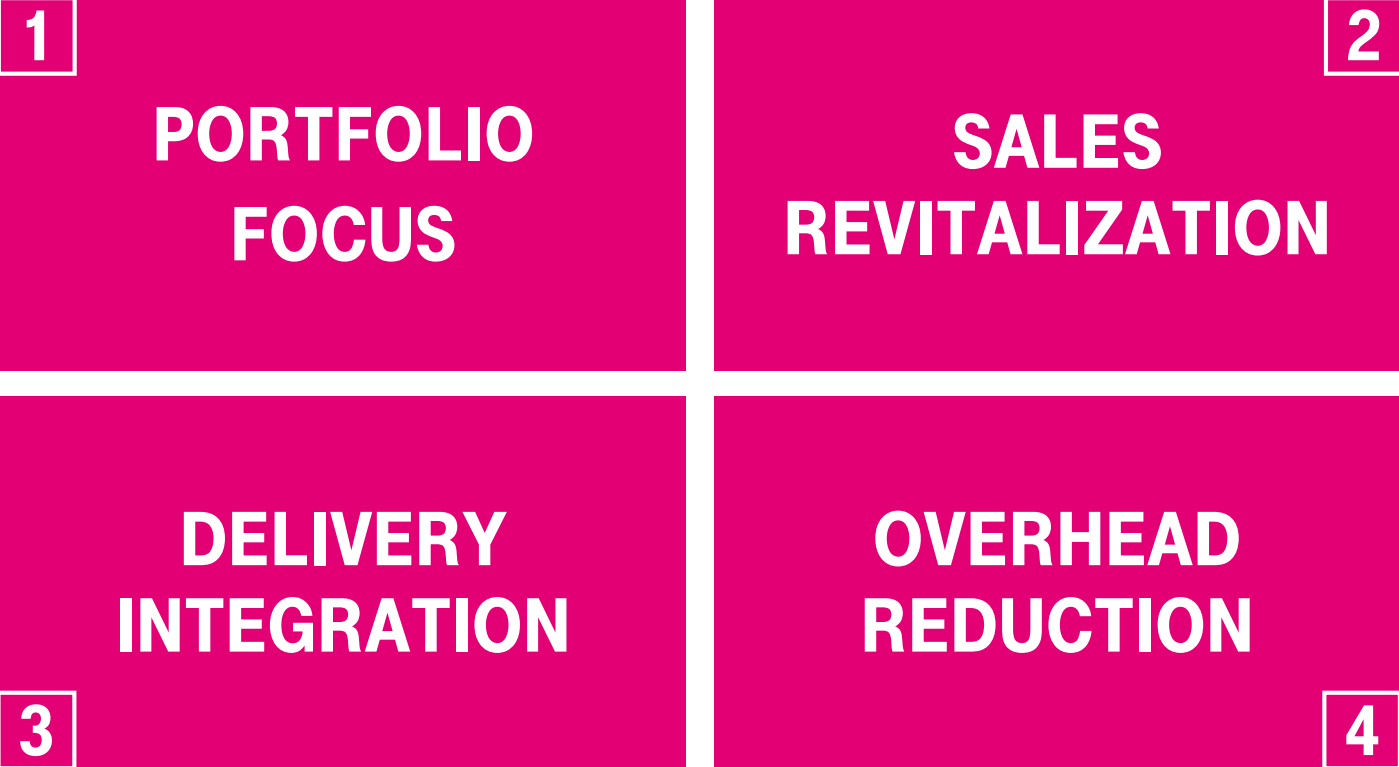 1
PORTFOLIO
FOCUS
2
SALES
REVITALIZATION
3
DELIVERY
INTEGRATION
4
OVERHEAD
REDUCTION